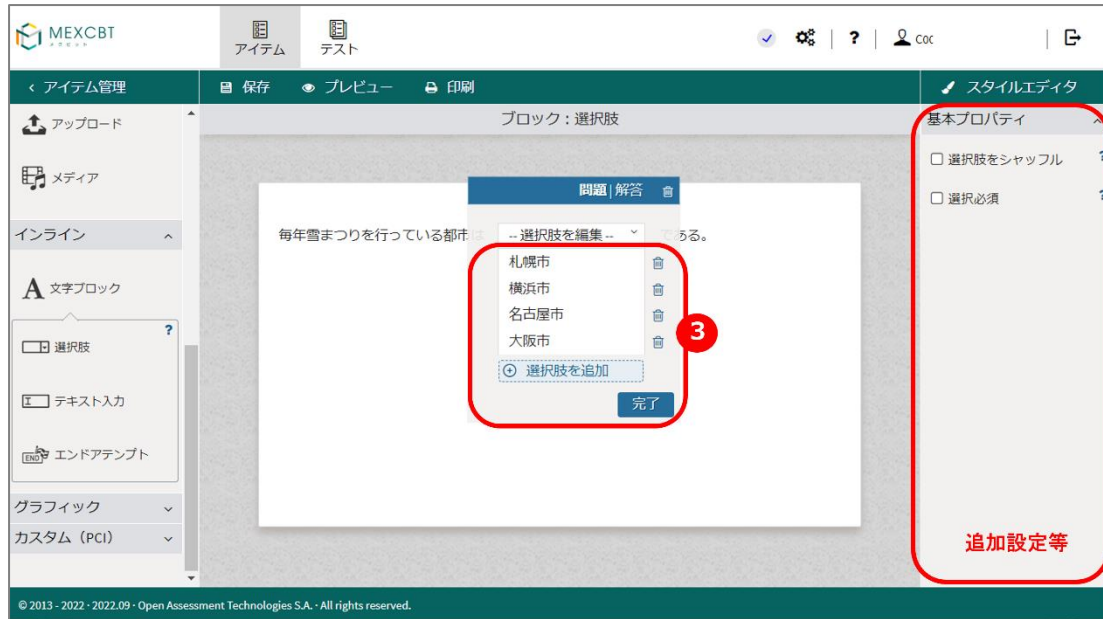 MEXCBT
メクビット
アイテム
テスト
?
coc
< アイテム管理
保存
プレビュー
印刷
スタイルエディタ
アップロード
メディア
インライン
A 文字ブロック
?
選択肢
テキスト入力
END エンドアテンプト
グラフィック
カスタム（PCI）
ブロック：選択肢
問題|解答
毎年雪まつりを行っている都市は
-- 選択肢を編集 --
である。
札幌市
横浜市
名古屋市
大阪市
選択肢を追加
完了
3
基本プロパティ
選択肢をシャッフル
?
選択必須
?
追加設定等
© 2013 - 2022 · 2022.09 · Open Assessment Technologies S.A. · All rights reserved.